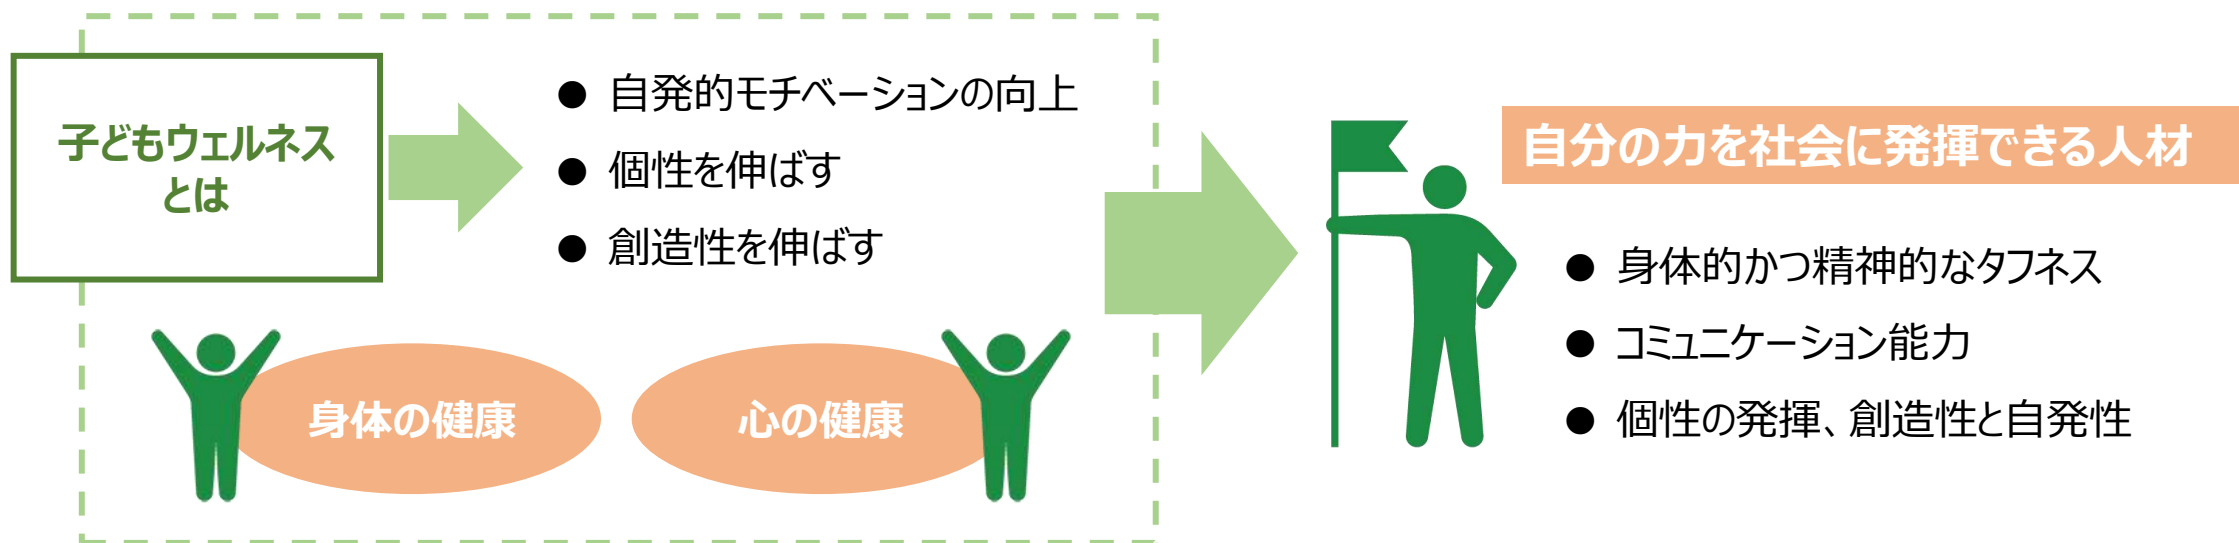 子どもウェルネス
とは
● 自発的モチベーションの向上
● 個性を伸ばす
● 創造性を伸ばす
身体の健康
心の健康
自分の力を社会に発揮できる人材
● 身体的かつ精神的なタフネス
● コミュニケーション能力
● 個性の発揮、創造性と自発性